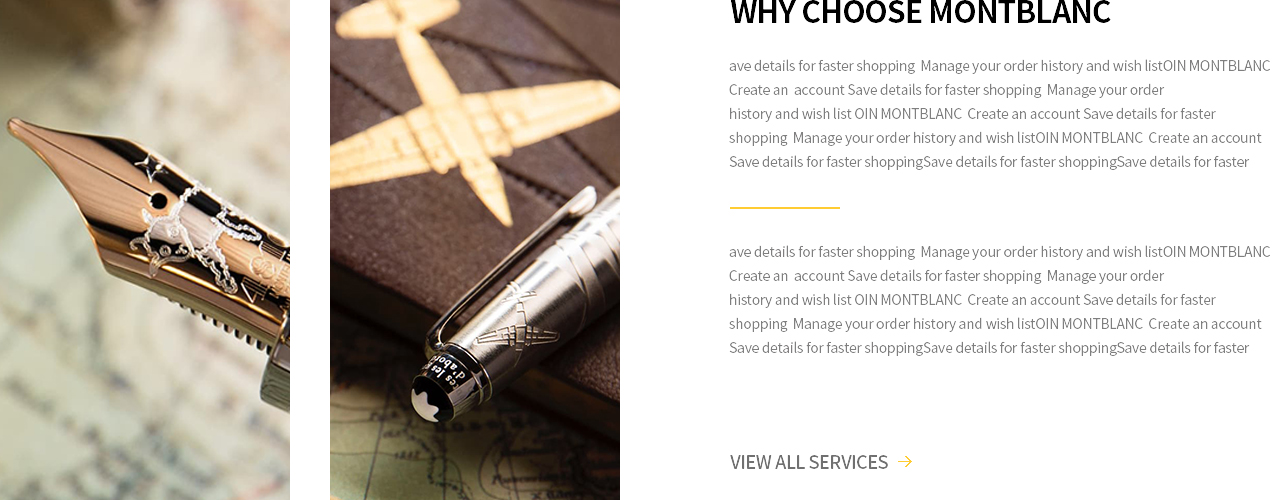 WHY CHOOSE MONTBLANC
ave details for faster shopping  Manage your order history and wish listOIN MONTBLANC
Create an  account Save details for faster shopping  Manage your order
history and wish list OIN MONTBLANC  Create an account Save details for faster
shopping  Manage your order history and wish listOIN MONTBLANC  Create an account
Save details for faster shoppingSave details for faster shoppingSave details for faster
ave details for faster shopping  Manage your order history and wish listOIN MONTBLANC
Create an  account Save details for faster shopping  Manage your order
history and wish list OIN MONTBLANC  Create an account Save details for faster
shopping  Manage your order history and wish listOIN MONTBLANC  Create an account
Save details for faster shoppingSave details for faster shoppingSave details for faster
VIEW ALL SERVICES
es les
d'abor